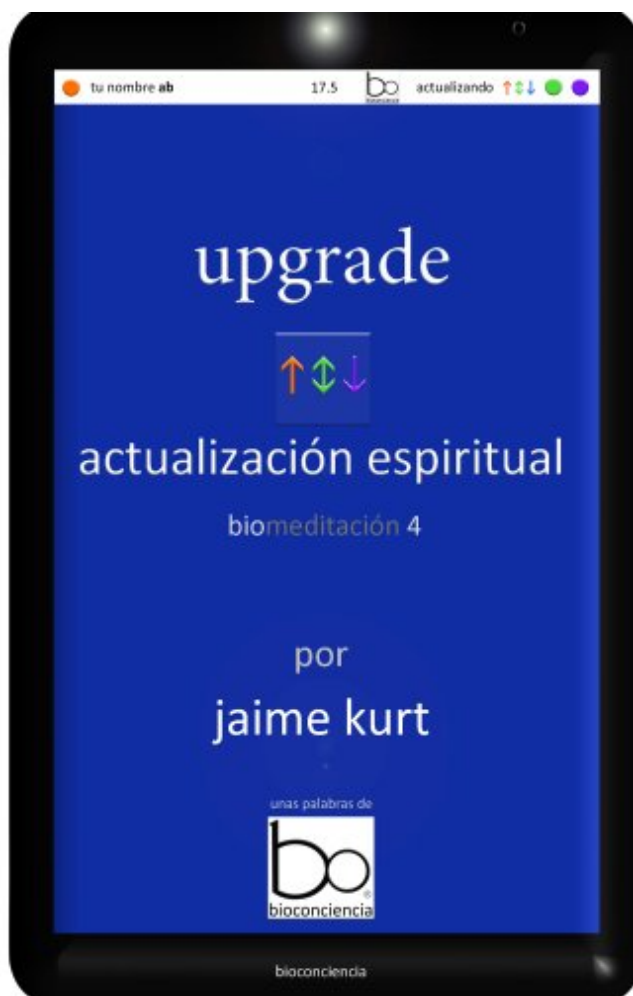 tu nombre ab 17.5 bo bioconciencia actualizando
upgrade
actualización espiritual
biomeditación 4
por
jaime kurt
unas palabras de
bo®
bioconciencia
bioconciencia